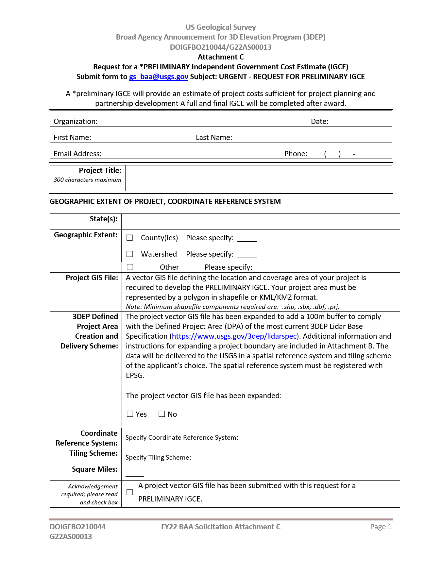 US Geological Survey
Broad Agency Announcement for 3D Elevation Program (3DEP)
DOIGFBO210044/G22AS00013
Attachment C
Request for a *PRELIMINARY Independent Government Cost Estimate (IGCE)
Submit form to gs_baa@usgs.gov Subject: URGENT - REQUEST FOR PRELIMINARY IGCE
A *preliminary IGCE will provide an estimate of project costs sufficient for project planning and
partnership development A full and final IGCE will be completed after award.
Organization: Date:
First Name: Last Name:
Email Address: Phone: ( ) -
Project Title:
300 characters maximum
GEOGRAPHIC EXTENT OF PROJECT, COORDINATE REFERENCE SYSTEM
State(s):
Geographic Extent: ☐ County(ies) Please specify: _____
☐ Watershed Please specify: _____
☐ Other Please specify:
Project GIS File: A vector GIS file defining the location and coverage area of your project is
required to develop the PRELIMINARY IGCE. Your project area must be
represented by a polygon in shapefile or KML/KMZ format.
Note: Minimum shapefile components required are: .shp, .sbx, .dbf, .prj.
3DEP Defined
Project Area
Creation and
Delivery Scheme:
The project vector GIS file has been expanded to add a 100m buffer to comply
with the Defined Project Area (DPA) of the most current 3DEP Lidar Base
Specification (https://www.usgs.gov/3dep/lidarspec). Additional information and
instructions for expanding a project boundary are included in Attachment B. The
data will be delivered to the USGS in a spatial reference system and tiling scheme
of the applicant's choice. The spatial reference system must be registered with
EPSG.
The project vector GIS file has been expanded:
☐ Yes ☐ No
Coordinate
Reference System:
Specify Coordinate Reference System:
Tiling Scheme: Specify Tiling Scheme:
Square Miles: _____
Acknowledgement
required; please read
and check box
☐ A project vector GIS file has been submitted with this request for a
PRELIMINARY IGCE.
DOIGFBO210044 FY22 BAA Solicitation Attachment C Page 1
G22AS00013